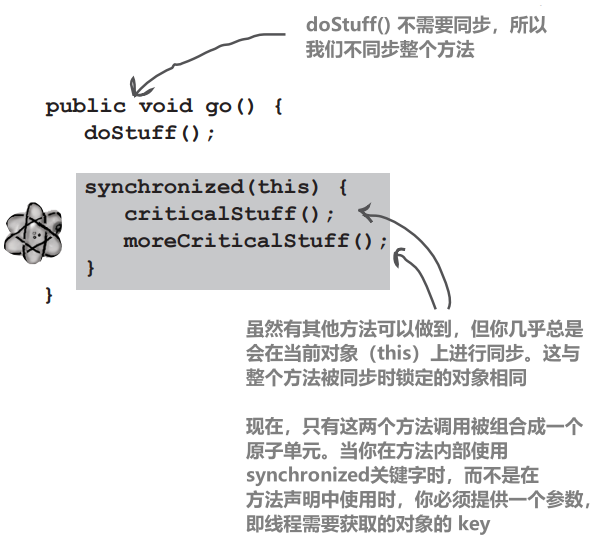 doStuff() 不需要同步，所以
我们不同步整个方法
public void go() {
doStuff();
synchronized(this) {
criticalStuff();
moreCriticalStuff();
}
}
虽然有其他方法可以做到，但你几乎总是
会在当前对象（this）上进行同步。这与
整个方法被同步时锁定的对象相同
现在，只有这两个方法调用被组合成一个
原子单元。当你在方法内部使用
synchronized关键字时，而不是在
方法声明中使用时，你必须提供一个参数，
即线程需要获取的对象的 key